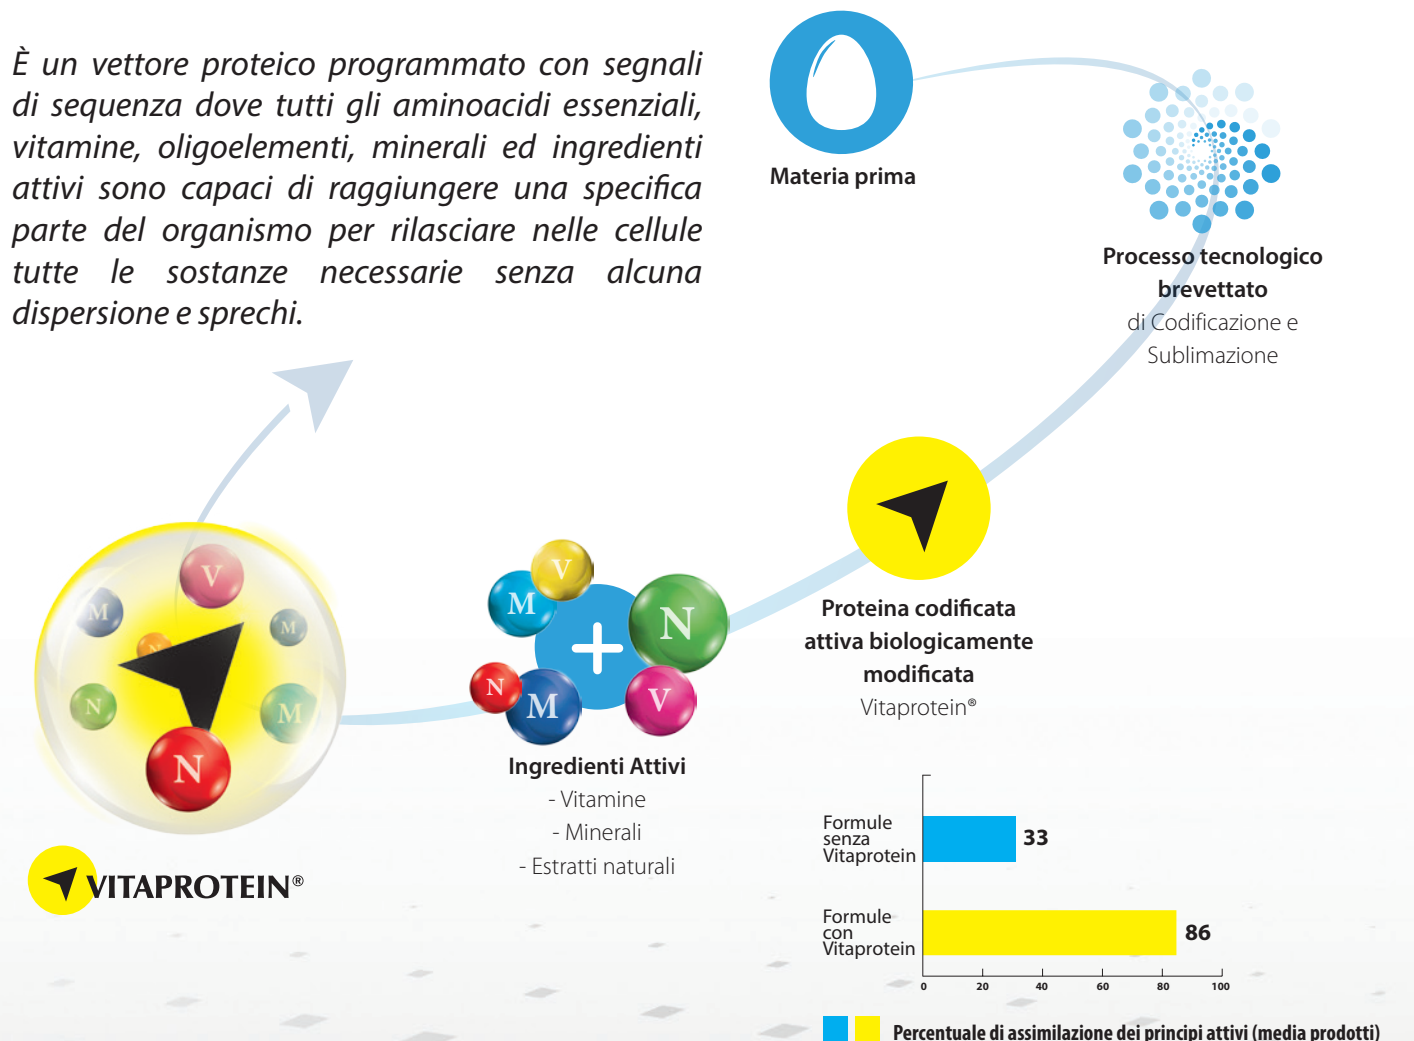 È un vettore proteico programmato con segnali
di sequenza dove tutti gli aminoacidi essenziali,
vitamine, oligoelementi, minerali ed ingredienti
attivi sono capaci di raggiungere una specifica
parte del organismo per rilasciare nelle cellule
tutte le sostanze necessarie senza alcuna
dispersione e sprechi.
Materia prima
Processo tecnologico
brevettato
di Codificazione e
Sublimazione
Proteina codificata
attiva biologicamente
modificata
Vitaprotein®
V
M
N
M
N
M
N
V
M
N
N
M
V
+
Ingredienti Attivi
- Vitamine
- Minerali
- Estratti naturali
VITAPROTEIN®
Formule
senza
Vitaprotein
33
Formule
con
Vitaprotein
86
0 20 40 60 80 100
Percentuale di assimilazione dei principi attivi (media prodotti)